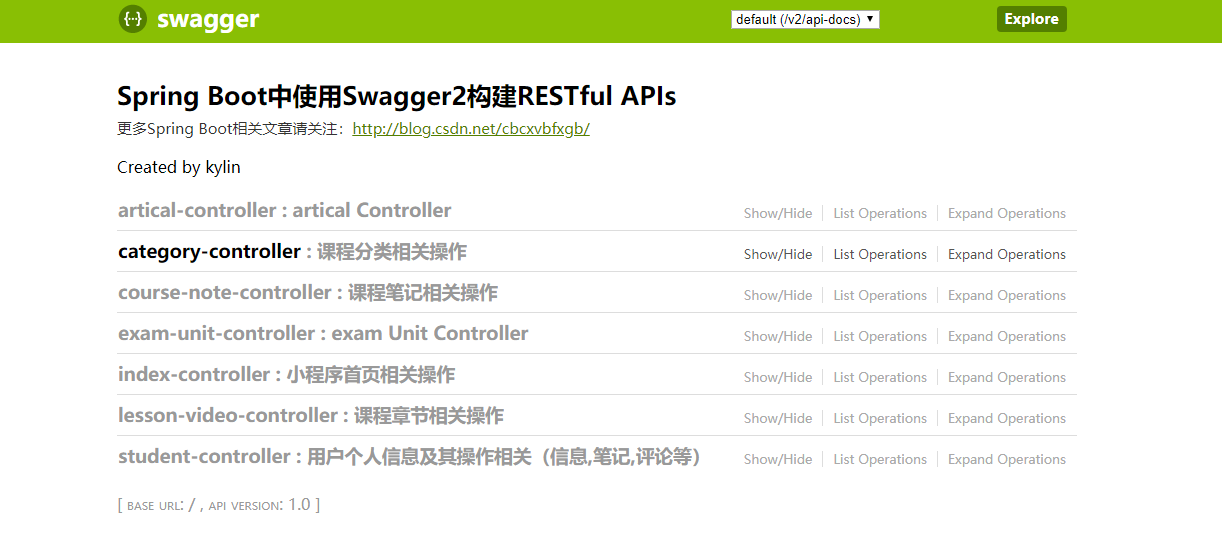 {··} swagger default (/v2/api-docs) ▼ Explore
Spring Boot中使用Swagger2构建RESTful APIs
更多Spring Boot相关文章请关注：http://blog.csdn.net/cbcxvbfxgb/
Created by kylin
artical-controller : artical Controller Show/Hide List Operations Expand Operations
category-controller : 课程分类相关操作 Show/Hide List Operations Expand Operations
course-note-controller : 课程笔记相关操作 Show/Hide List Operations Expand Operations
exam-unit-controller : exam Unit Controller Show/Hide List Operations Expand Operations
index-controller : 小程序首页相关操作 Show/Hide List Operations Expand Operations
lesson-video-controller : 课程章节相关操作 Show/Hide List Operations Expand Operations
student-controller : 用户个人信息及其操作相关（信息,笔记,评论等） Show/Hide List Operations Expand Operations
[ BASE URL: / , API VERSION: 1.0 ]